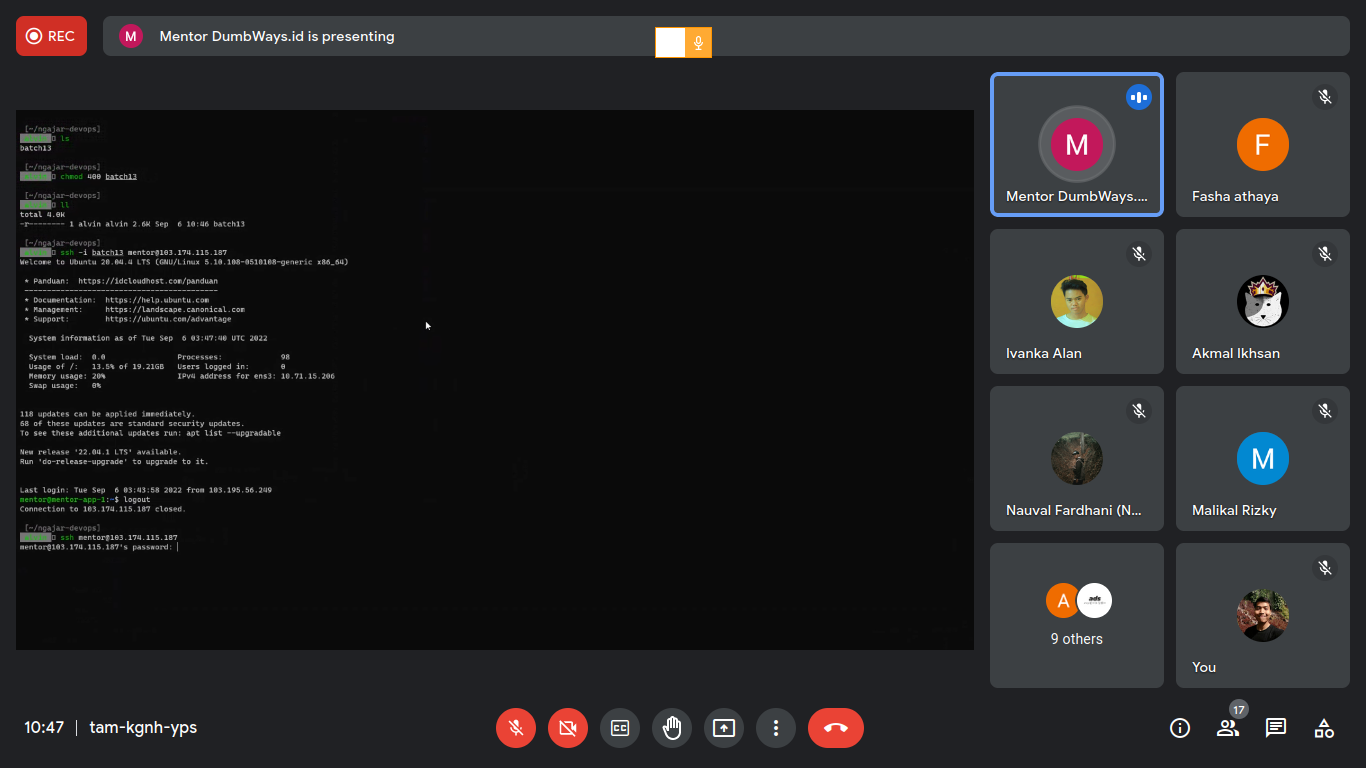 REC
M
Mentor DumbWays.id is presenting
[~/ngajar-devops]
ls
batch13
[~/ngajar-devops]
chmod 400 batch13
[~/ngajar-devops]
ll
total 4.0K
-r-------- 1 alvin alvin 2.6K Sep  6 10:46 batch13
[~/ngajar-devops]
ssh -i batch13 mentor@103.174.115.187
Welcome to Ubuntu 20.04.4 LTS (GNU/Linux 5.10.108-0510108-generic x86_64)
* Panduan:  https://idcloudhost.com/panduan
-------------------------------------------
* Documentation:  https://help.ubuntu.com
* Management:     https://landscape.canonical.com
* Support:        https://ubuntu.com/advantage
System information as of Tue Sep  6 03:47:40 UTC 2022
System load:  0.0                Processes:             98
Usage of /:   13.5% of 19.21GB   Users logged in:       0
Memory usage: 20%                IPv4 address for ens3: 10.71.15.206
Swap usage:   0%
118 updates can be applied immediately.
68 of these updates are standard security updates.
To see these additional updates run: apt list --upgradable
New release '22.04.1 LTS' available.
Run 'do-release-upgrade' to upgrade to it.
Last login: Tue Sep  6 03:43:58 2022 from 103.195.56.249
mentor@mentor-app-1:~$ logout
Connection to 103.174.115.187 closed.
[~/ngajar-devops]
ssh mentor@103.174.115.187
mentor@103.174.115.187's password:
M
Mentor DumbWays....
F
Fasha athaya
Ivanka Alan
Akmal Ikhsan
Nauval Fardhani (N...
M
Malikal Rizky
A
ads
9 others
You
10:47 | tam-kgnh-yps
CC
17